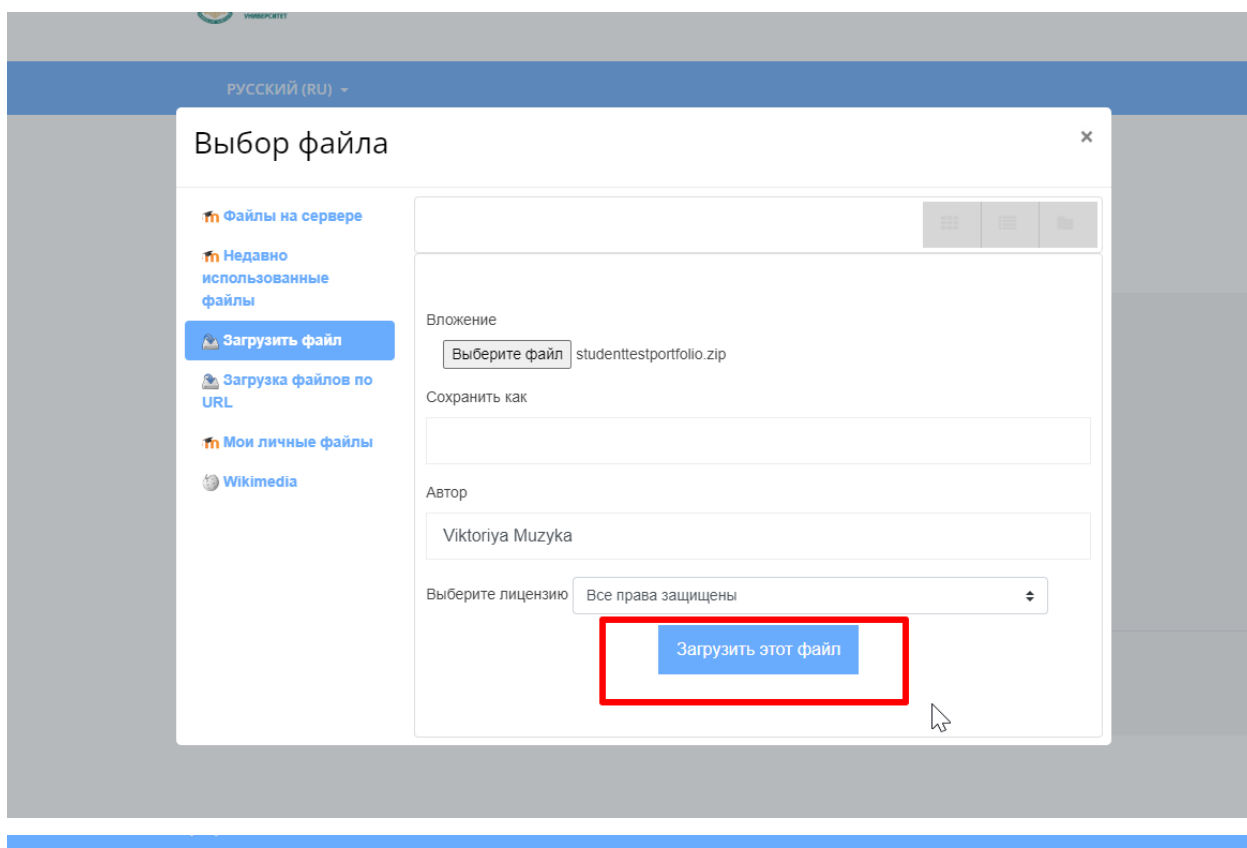 УНИВЕРСИТЕТ
РУССКИЙ (RU)
Выбор файла
×
Файлы на сервере
Недавно
использованные
файлы
Загрузить файл
Загрузка файлов по
URL
Мои личные файлы
Wikimedia
Вложение
Выберите файл studenttestportfolio.zip
Сохранить как
Автор
Viktoriya Muzyka
Выберите лицензию Все права защищены
Загрузить этот файл